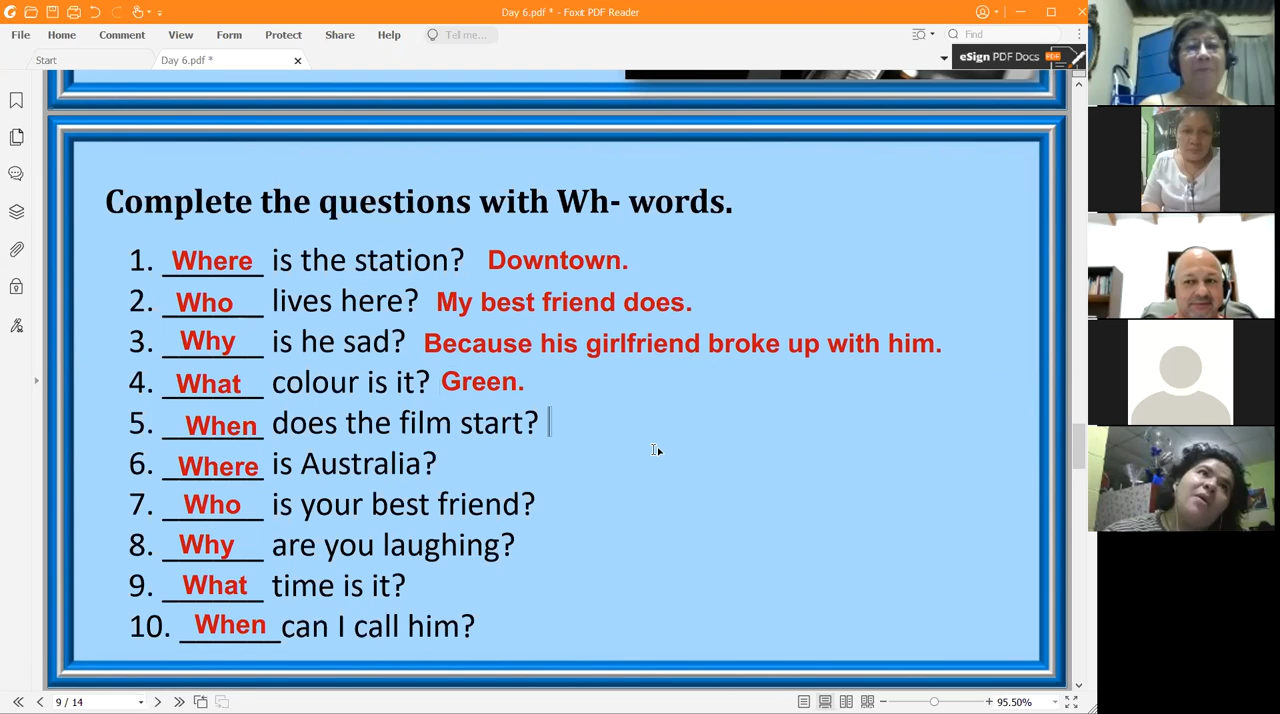 Day 6.pdf * - Foxit PDF Reader
File Home Comment View Form Protect Share Help Tell me... Find
Start Day 6.pdf * eSign PDF Docs PDF
Complete the questions with Wh- words.
1. Where is the station? Downtown.
2. Who lives here? My best friend does.
3. Why is he sad? Because his girlfriend broke up with him.
4. What colour is it? Green.
5. When does the film start?
6. Where is Australia?
7. Who is your best friend?
8. Why are you laughing?
9. What time is it?
10. When can I call him?
9 / 14 95.50%